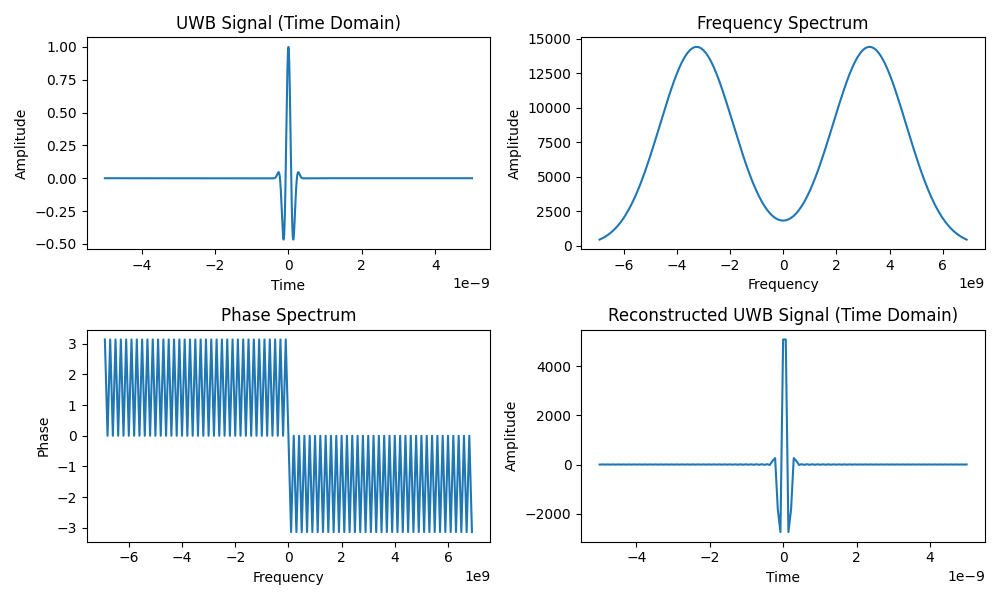 UWB Signal (Time Domain)
Amplitude
1.00
0.75
0.50
0.25
0.00
−0.25
−0.50
−4 −2 0 2 4
Time
1e−9
Frequency Spectrum
Amplitude
15000
12500
10000
7500
5000
2500
0
−6 −4 −2 0 2 4 6
Frequency
1e9
Phase Spectrum
Phase
3
2
1
0
−1
−2
−3
−6 −4 −2 0 2 4 6
Frequency
1e9
Reconstructed UWB Signal (Time Domain)
Amplitude
4000
2000
0
−2000
−4 −2 0 2 4
Time
1e−9